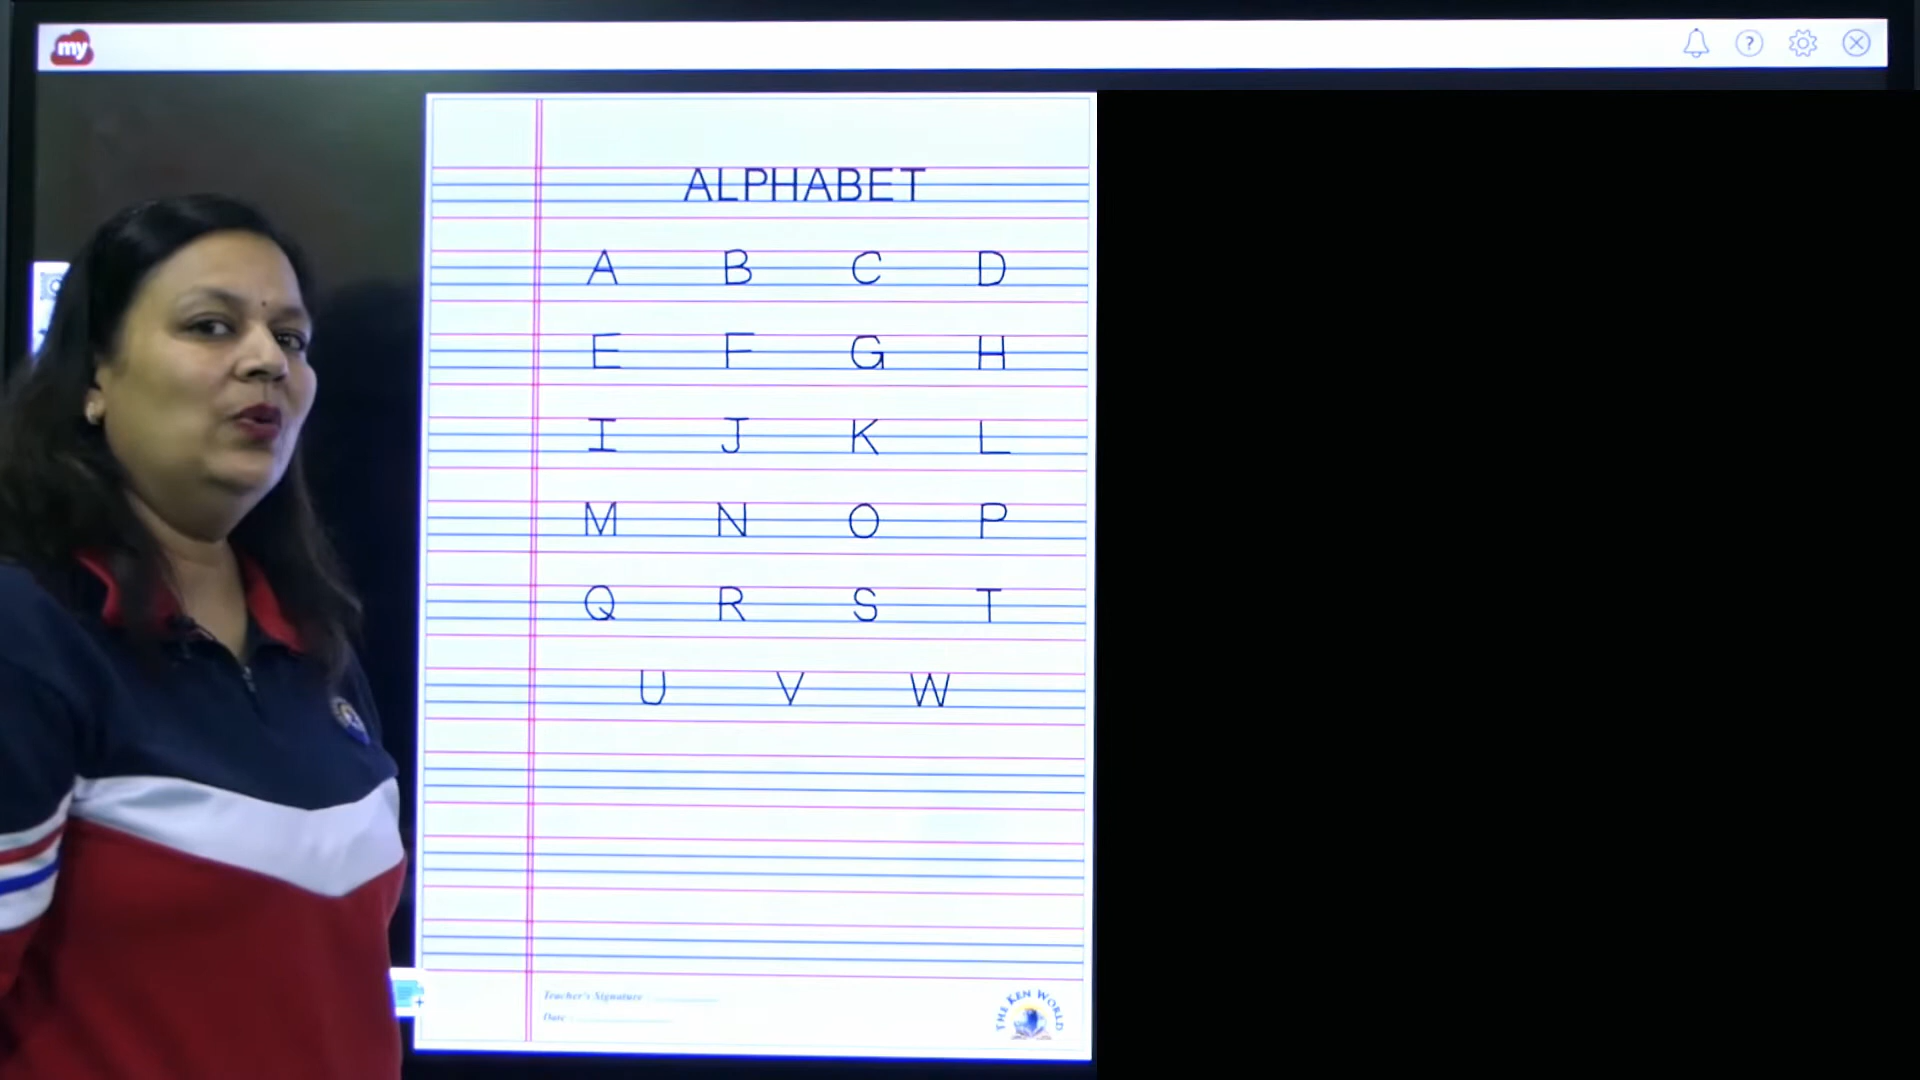 my
ALPHABET
A B C D
E F G H
I J K L
M N O P
Q R S T
U V W
Teacher's Signature
Date
THE KEN WORLD